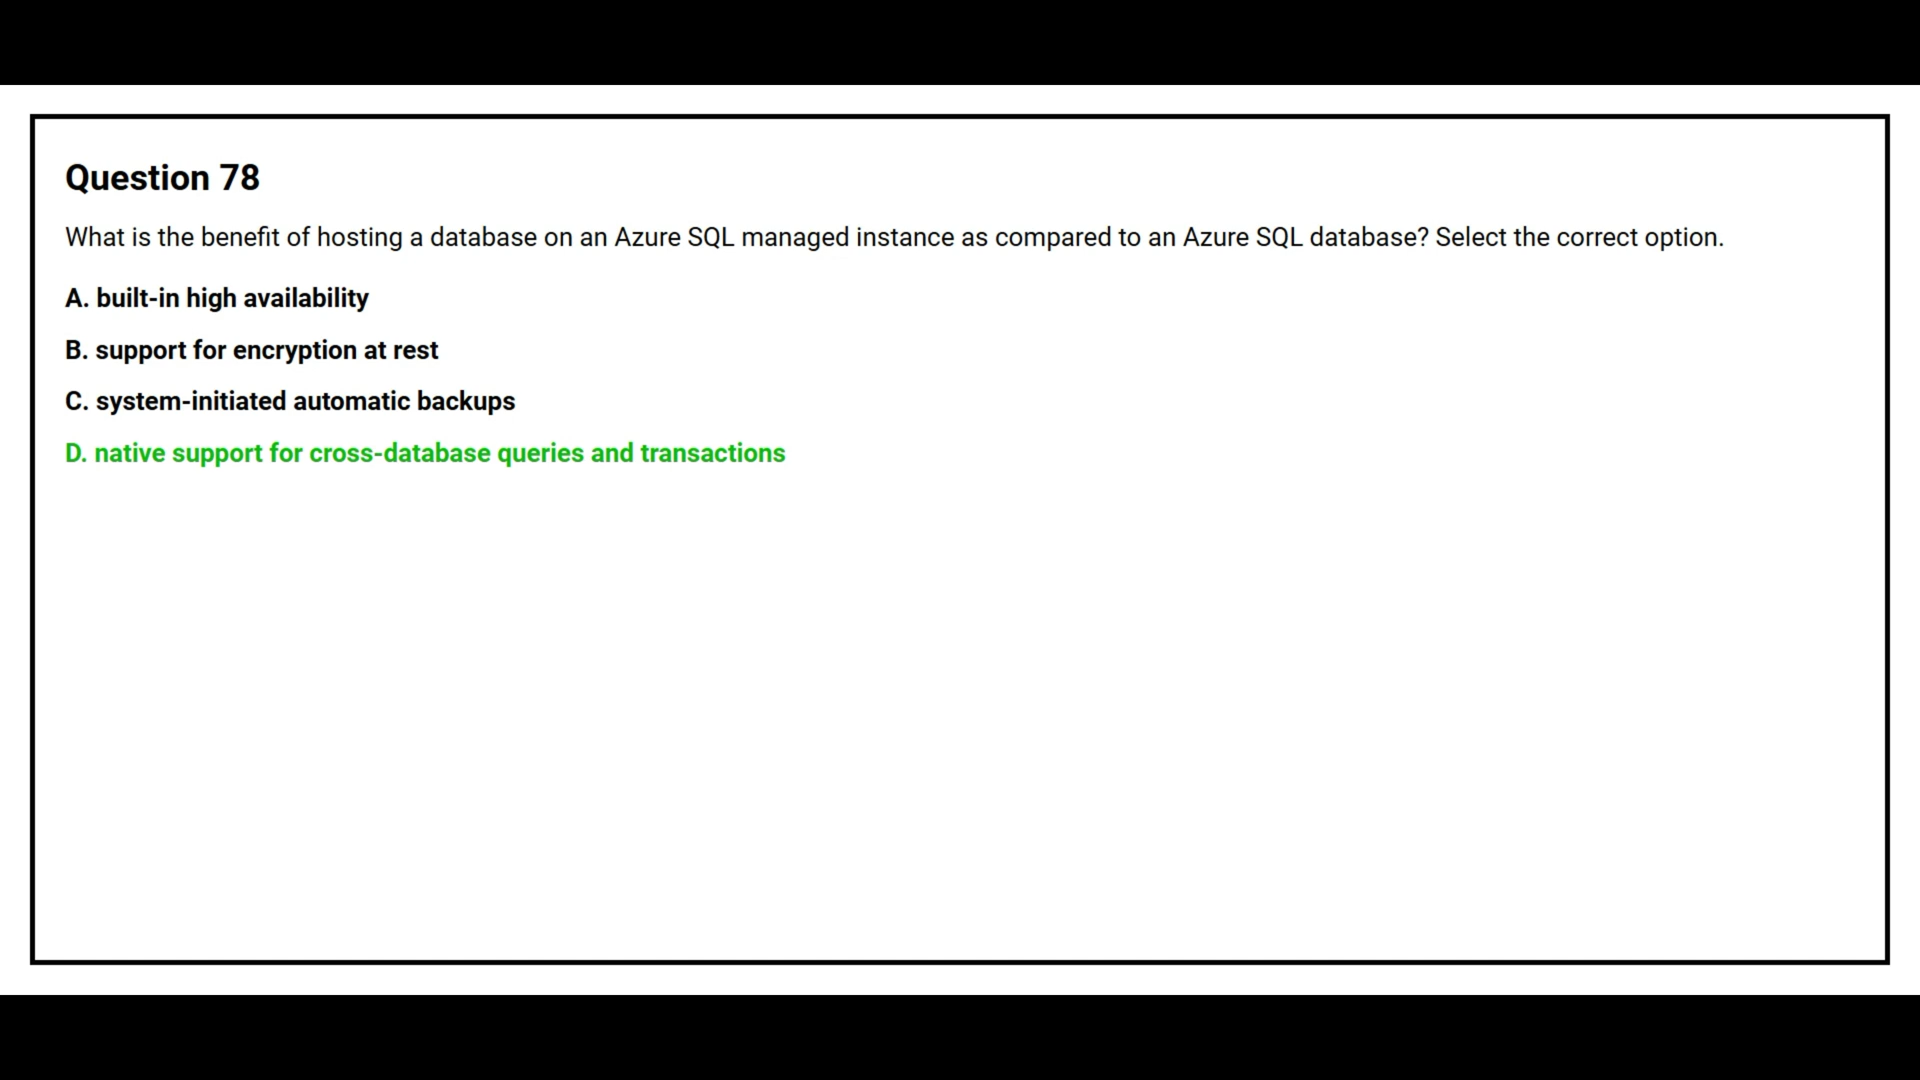 Question 78
What is the benefit of hosting a database on an Azure SQL managed instance as compared to an Azure SQL database? Select the correct option.
A. built-in high availability
B. support for encryption at rest
C. system-initiated automatic backups
D. native support for cross-database queries and transactions